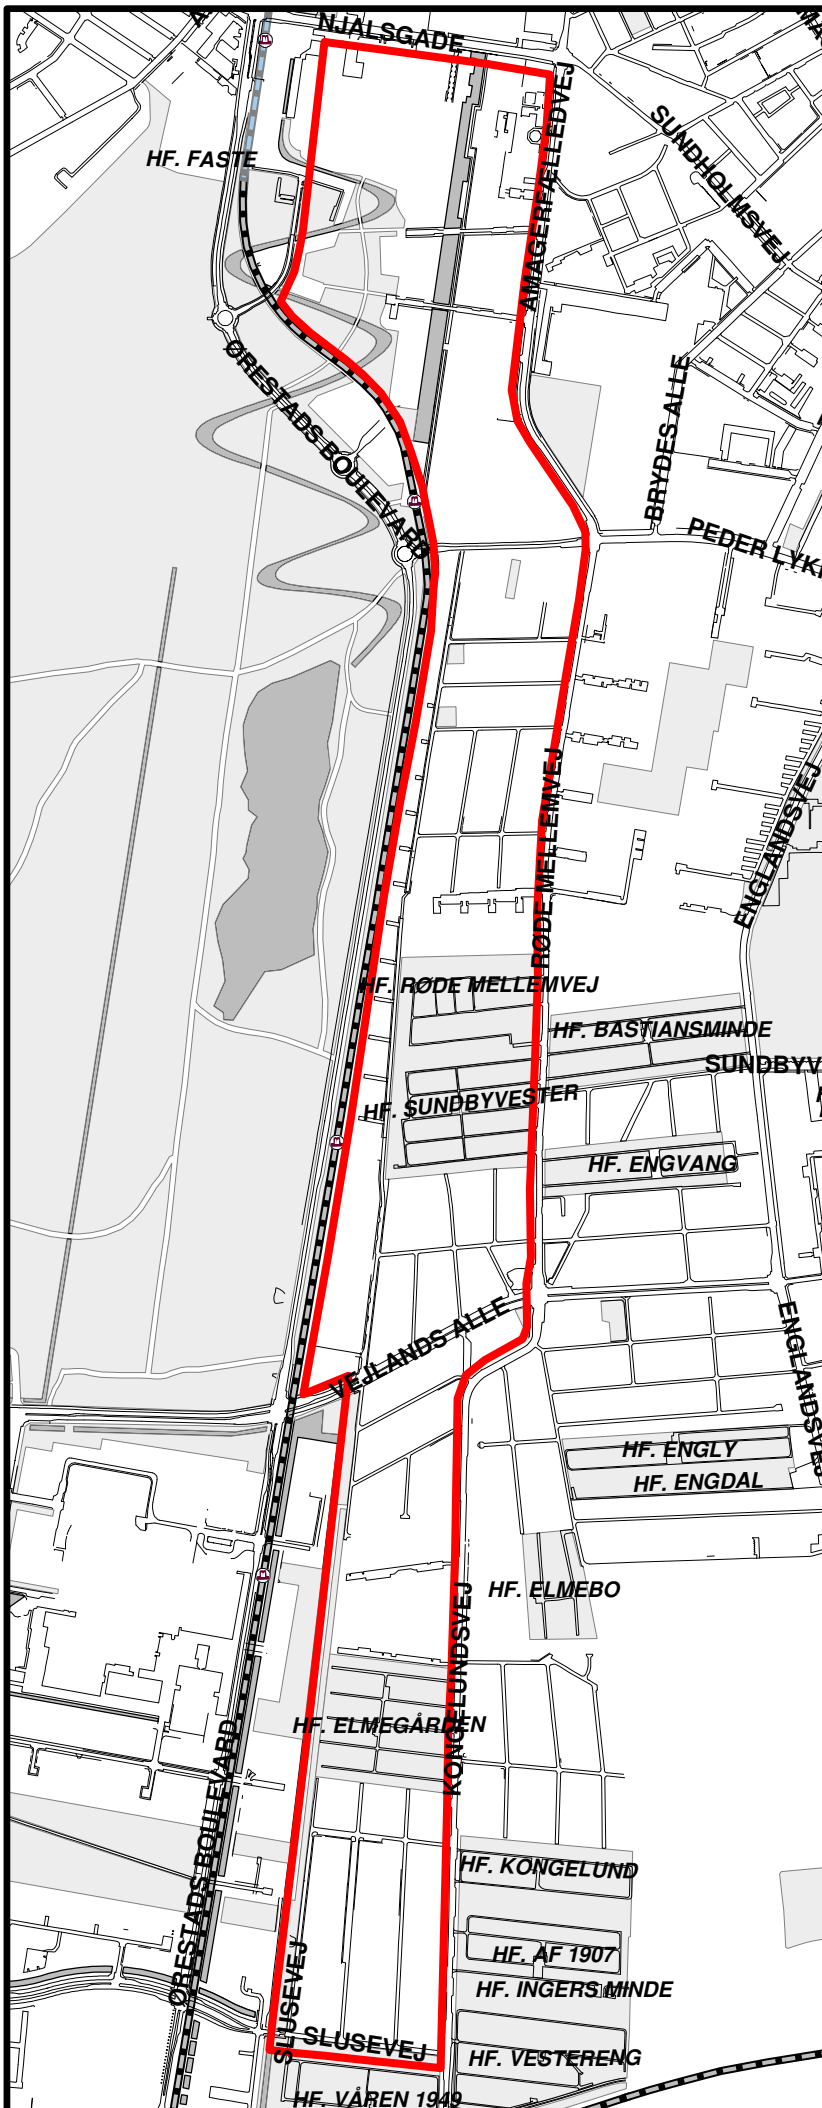 NJALSGADE
HF. FASTE
SUNDHOLMSVEJ
AMAGERFÆLLEDVEJ
ØRESTADS BOULEVARD
BRYDES ALLE
PEDER LYKK
ENGLANDSVEJ
RØDE MELLEMVEJ
HF. RØDE MELLEMVEJ
HF. BASTIANSMINDE
SUNDBYV
HF. SUNDBYVESTER
HF. ENGVANG
VEJLANDS ALLE
ENGLANDSVEJ
HF. ENGLY
HF. ENGDAL
HF. ELMEBO
KONGELUNDSVEJ
HF. ELMEGÅRDEN
ØRESTADS BOULEVARD
HF. KONGELUND
HF. AF 1907
HF. INGERS MINDE
SLUSEVEJ
SLUSEVEJ
HF. VESTERENG
HF. VÅREN 1949